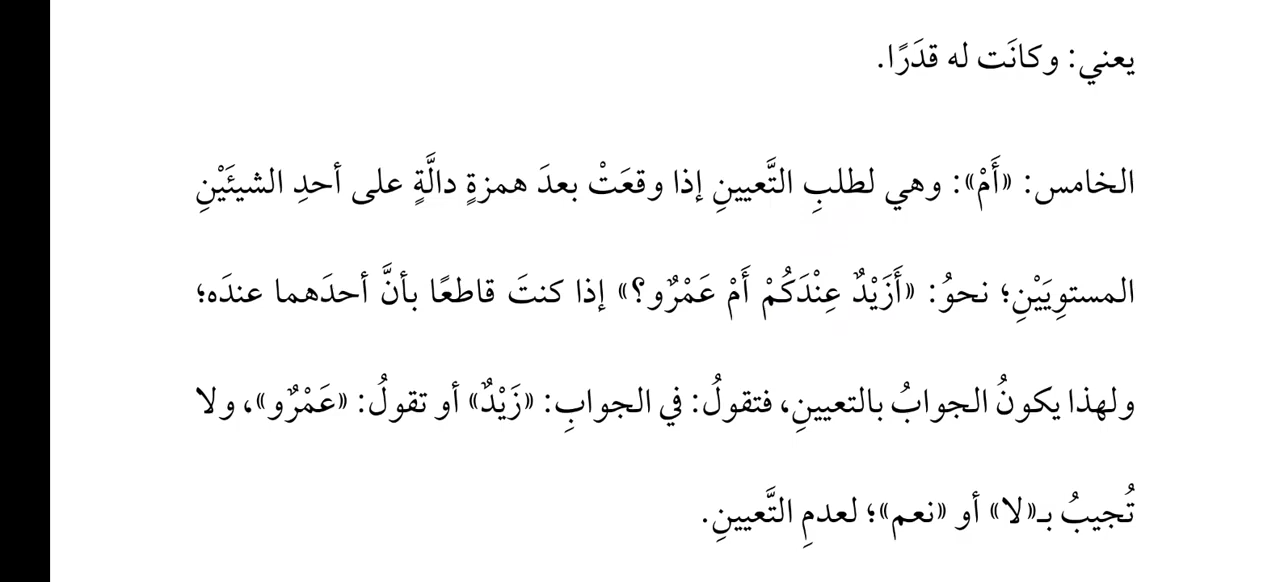 يعني: وكانَت له قدَرًا.
الخامس: «أَمْ»: وهي لطلبِ التَّعيينِ إذا وقعَتْ بعدَ همزةٍ دالَّةٍ على أحدِ الشيئَيْنِ
المستوِيَيْنِ؛ نحوُ: «أَزَيْدٌ عِنْدَكُمْ أَمْ عَمْرٌو؟» إذا كنتَ قاطعًا بأنَّ أحدَهما عندَه؛
ولهذا يكونُ الجوابُ بالتعيينِ، فتقولُ: في الجوابِ: «زَيْدٌ» أو تقولُ: «عَمْرٌو»، ولا
تُجيبُ بـ«لا» أو «نعم»؛ لعدمِ التَّعيينِ.